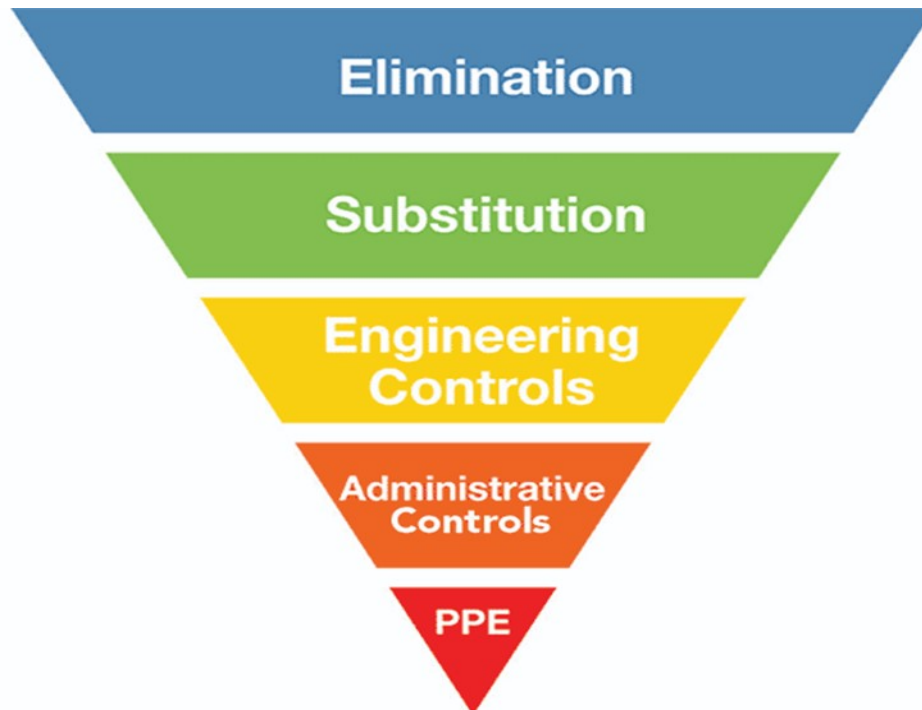 Elimination
Substitution
Engineering
Controls
Administrative
Controls
PPE